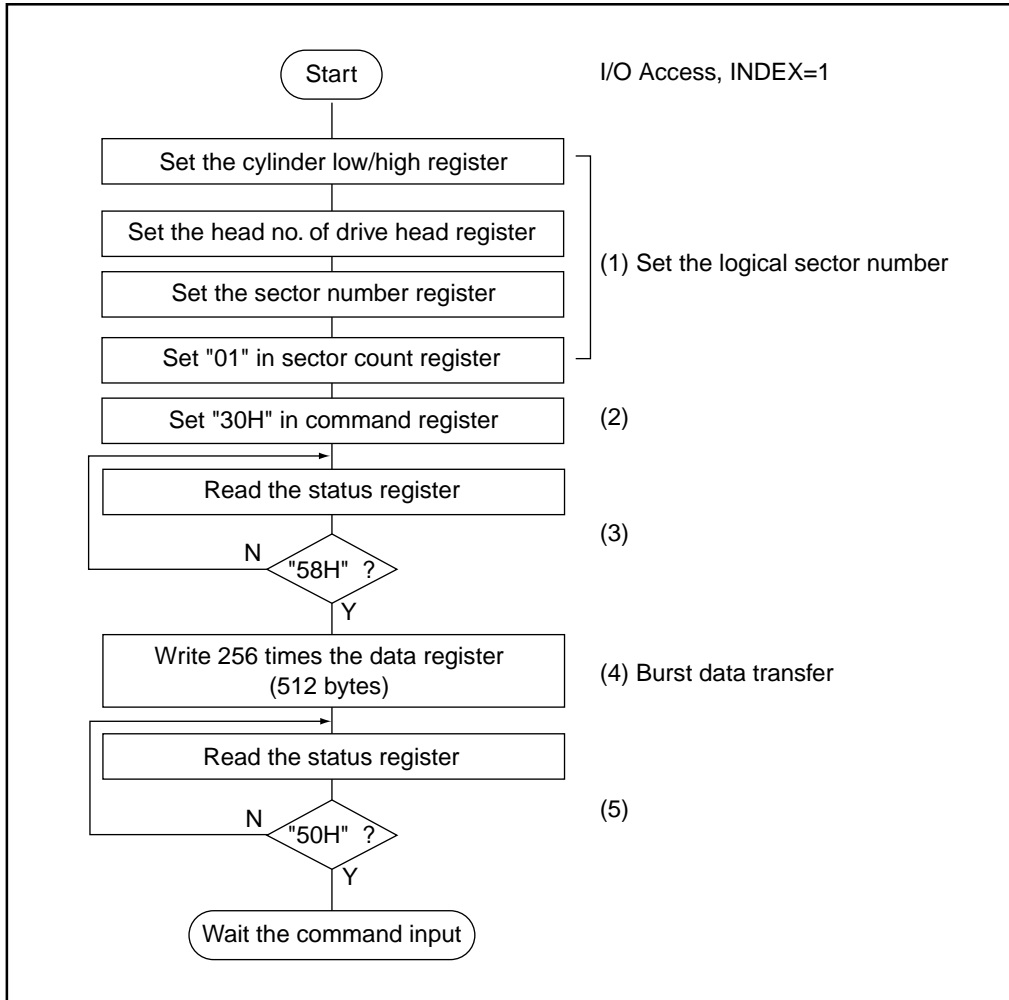 Start
I/O Access, INDEX=1
Set the cylinder low/high register
Set the head no. of drive head register
(1) Set the logical sector number
Set the sector number register
Set "01" in sector count register
Set "30H" in command register
(2)
Read the status register
(3)
N
"58H" ?
Y
Write 256 times the data register
(512 bytes)
(4) Burst data transfer
Read the status register
(5)
N
"50H" ?
Y
Wait the command input